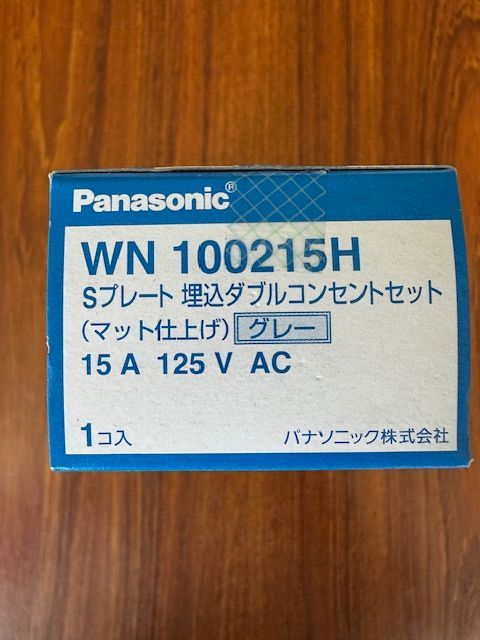 Panasonic®
WN 100215H
Sプレート 埋込ダブルコンセントセット
(マット仕上げ) グレー
15 A 125 V AC
1コ入 パナソニック株式会社